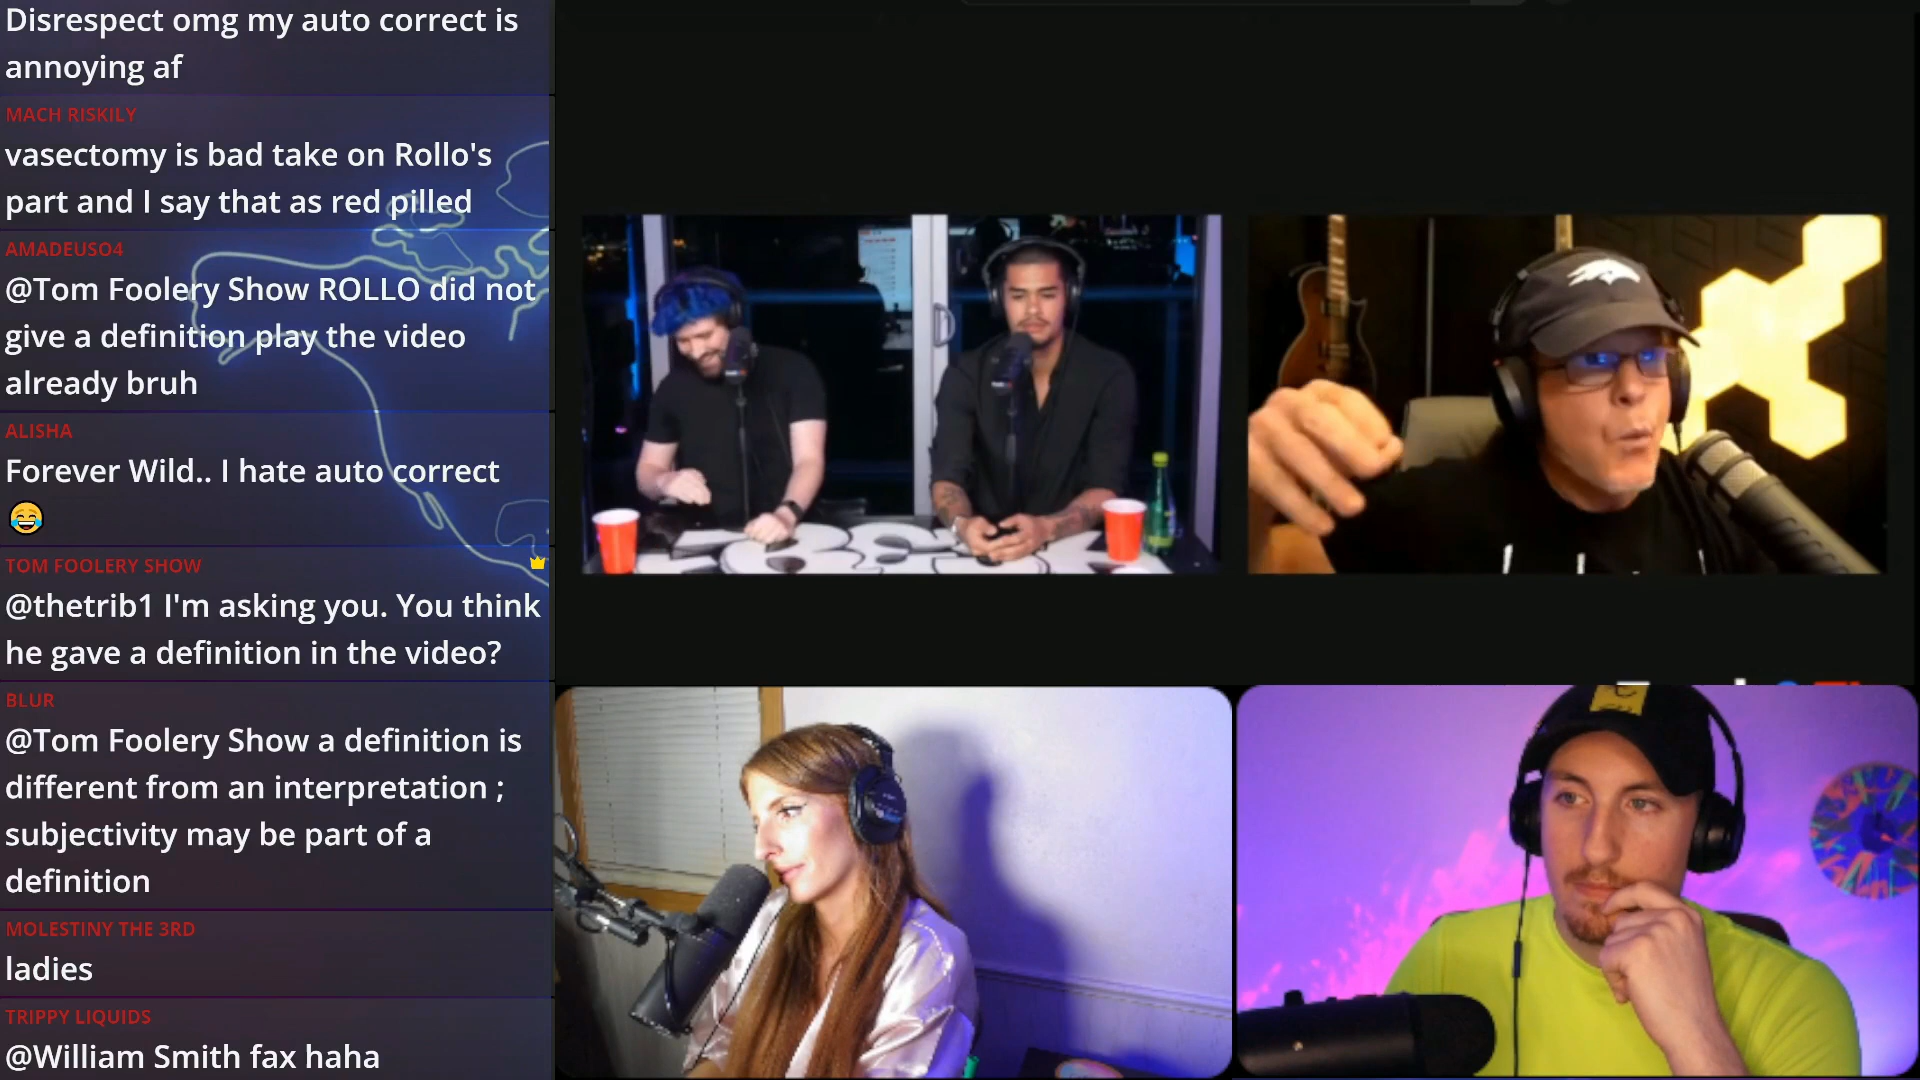 Disrespect omg my auto correct is
annoying af
MACH RISKILY
vasectomy is bad take on Rollo's
part and I say that as red pilled
AMADEUSO4
@Tom Foolery Show ROLLO did not
give a definition play the video
already bruh
ALISHA
Forever Wild.. I hate auto correct
😂
TOM FOOLERY SHOW
@thetrib1 I'm asking you. You think
he gave a definition in the video?
BLUR
@Tom Foolery Show a definition is
different from an interpretation ;
subjectivity may be part of a
definition
MOLESTINY THE 3RD
ladies
TRIPPY LIQUIDS
@William Smith fax haha